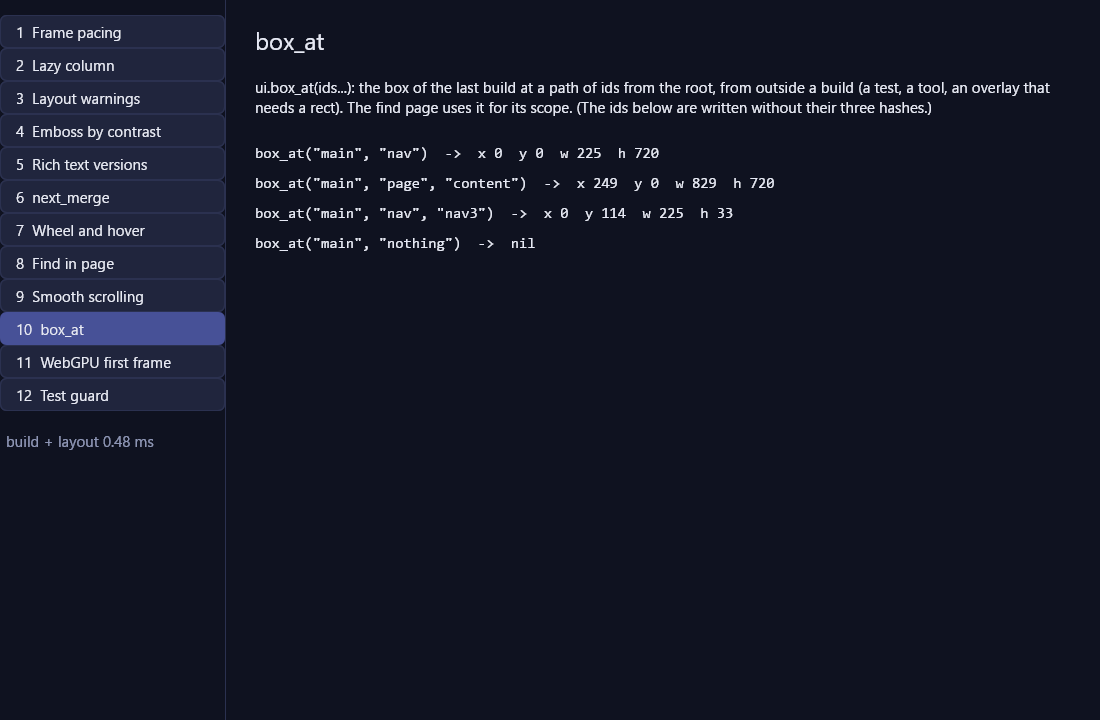 1 Frame pacing
2 Lazy column
3 Layout warnings
4 Emboss by contrast
5 Rich text versions
6 next_merge
7 Wheel and hover
8 Find in page
9 Smooth scrolling
10 box_at
11 WebGPU first frame
12 Test guard
build + layout 0.48 ms
box_at
ui.box_at(ids...): the box of the last build at a path of ids from the root, from outside a build (a test, a tool, an overlay that
needs a rect). The find page uses it for its scope. (The ids below are written without their three hashes.)
box_at("main", "nav")  ->  x 0  y 0  w 225  h 720
box_at("main", "page", "content")  ->  x 249  y 0  w 829  h 720
box_at("main", "nav", "nav3")  ->  x 0  y 114  w 225  h 33
box_at("main", "nothing")  ->  nil